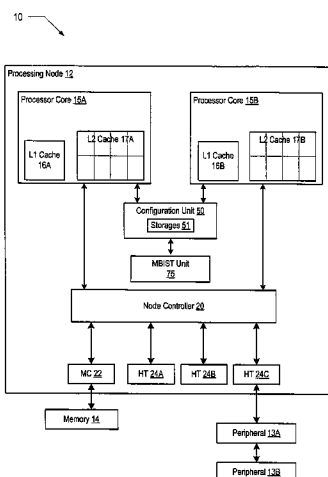 10
Processing Node 12
Processor Core 15A
L2 Cache 17A
L1 Cache
16A
Processor Core 15B
L2 Cache 17B
L1 Cache
16B
Configuration Unit 50
Storages 51
MBIST Unit
75
Node Controller 20
MC 22
HT 24A
HT 24B
HT 24C
Memory 14
Peripheral 13A
Peripheral 13B